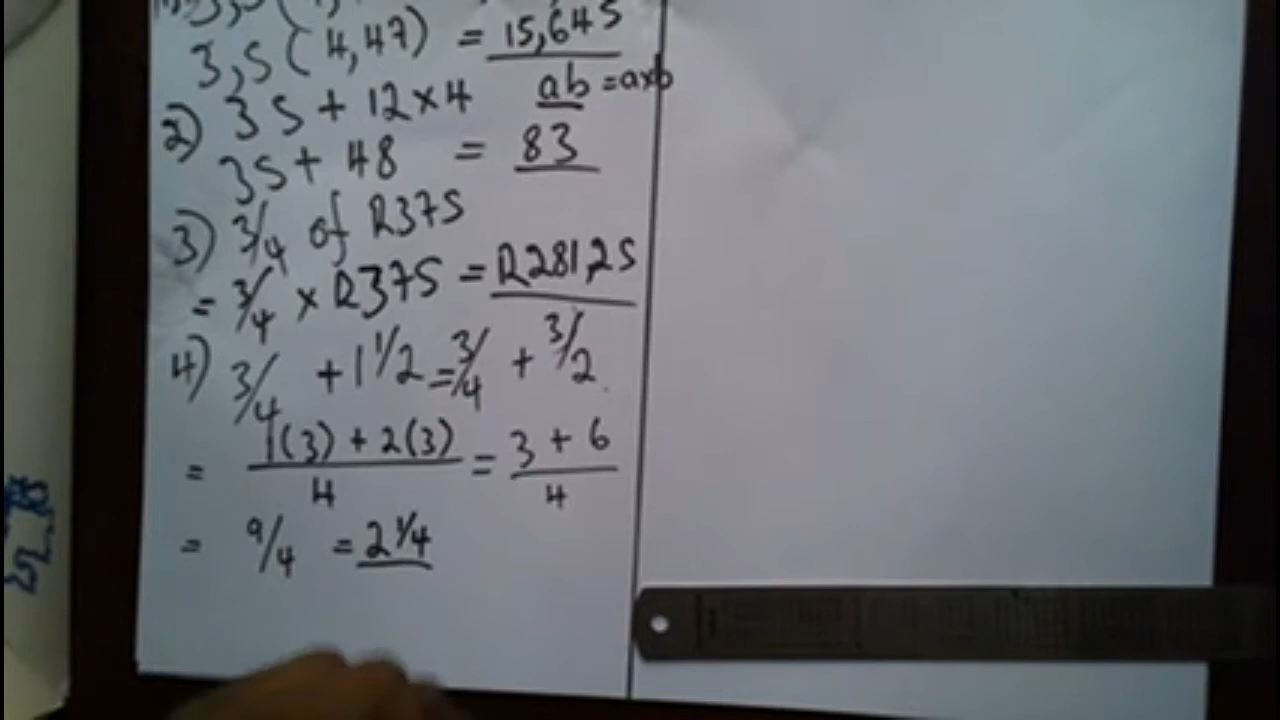 3,5(4,47) = 15,645
ab = axb
2) 35 + 12 x 4
35 + 48 = 83
3) 3/4 of R375
= 3/4 x R375 = R281,25
4) 3/4 + 1 1/2 = 3/4 + 3/2
= 1(3) + 2(3) / 4 = 3 + 6 / 4
= 9/4 = 2 1/4